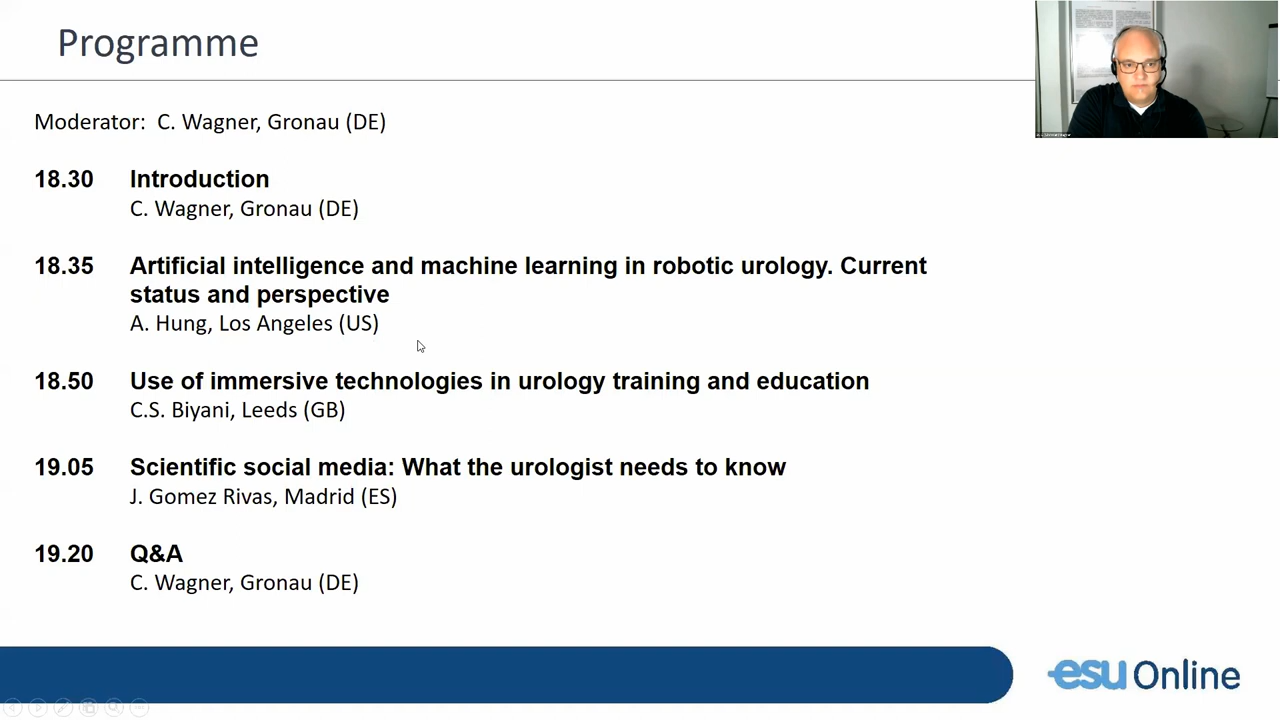 Programme
Moderator: C. Wagner, Gronau (DE)
18.30 Introduction
C. Wagner, Gronau (DE)
18.35 Artificial intelligence and machine learning in robotic urology. Current
status and perspective
A. Hung, Los Angeles (US)
18.50 Use of immersive technologies in urology training and education
C.S. Biyani, Leeds (GB)
19.05 Scientific social media: What the urologist needs to know
J. Gomez Rivas, Madrid (ES)
19.20 Q&A
C. Wagner, Gronau (DE)
esu Online